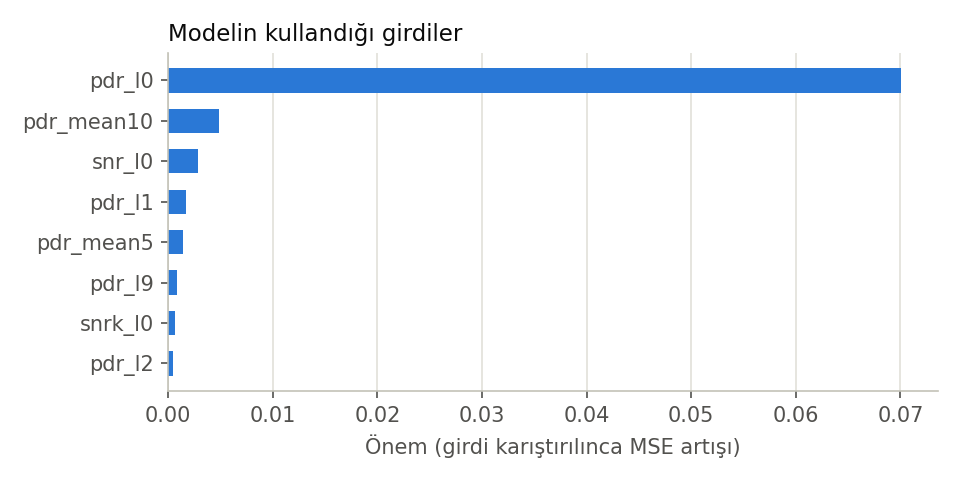 Modelin kullandığı girdiler
pdr_l0
pdr_mean10
snr_l0
pdr_l1
pdr_mean5
pdr_l9
snrk_l0
pdr_l2
0.00 0.01 0.02 0.03 0.04 0.05 0.06 0.07
Önem (girdi karıştırılınca MSE artışı)